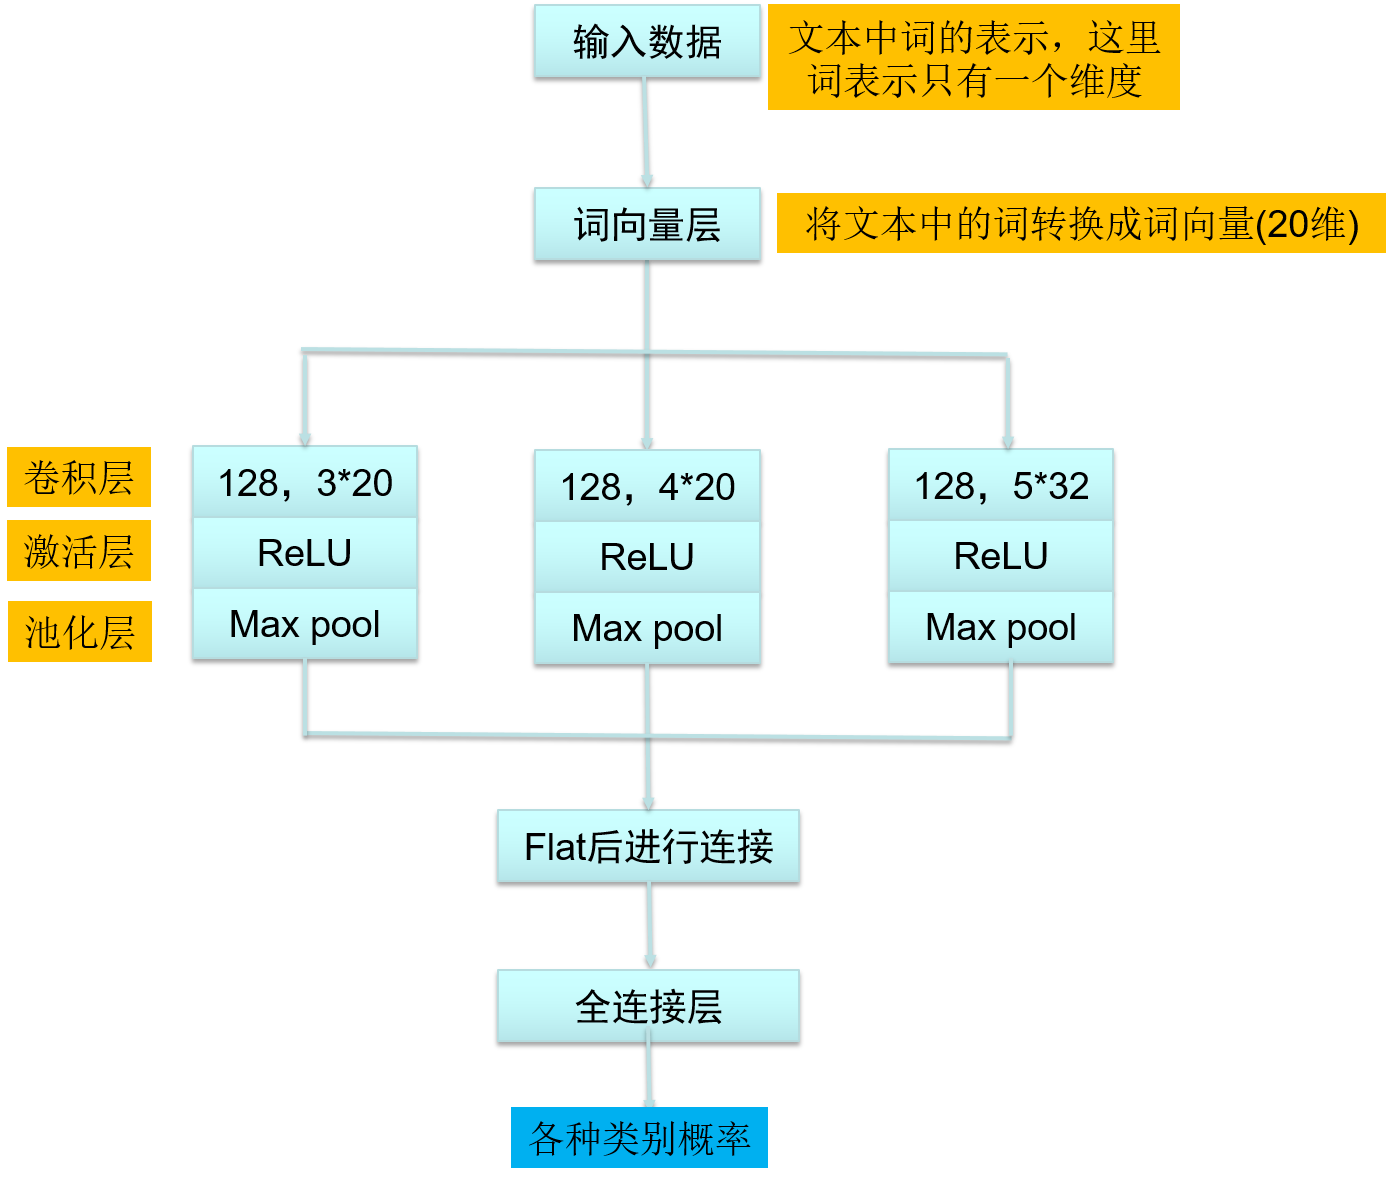 输入数据
文本中词的表示，这里
词表示只有一个维度
词向量层
将文本中的词转换成词向量(20维)
卷积层
128，3*20
128，4*20
128，5*32
激活层
ReLU
ReLU
ReLU
池化层
Max pool
Max pool
Max pool
Flat后进行连接
全连接层
各种类别概率